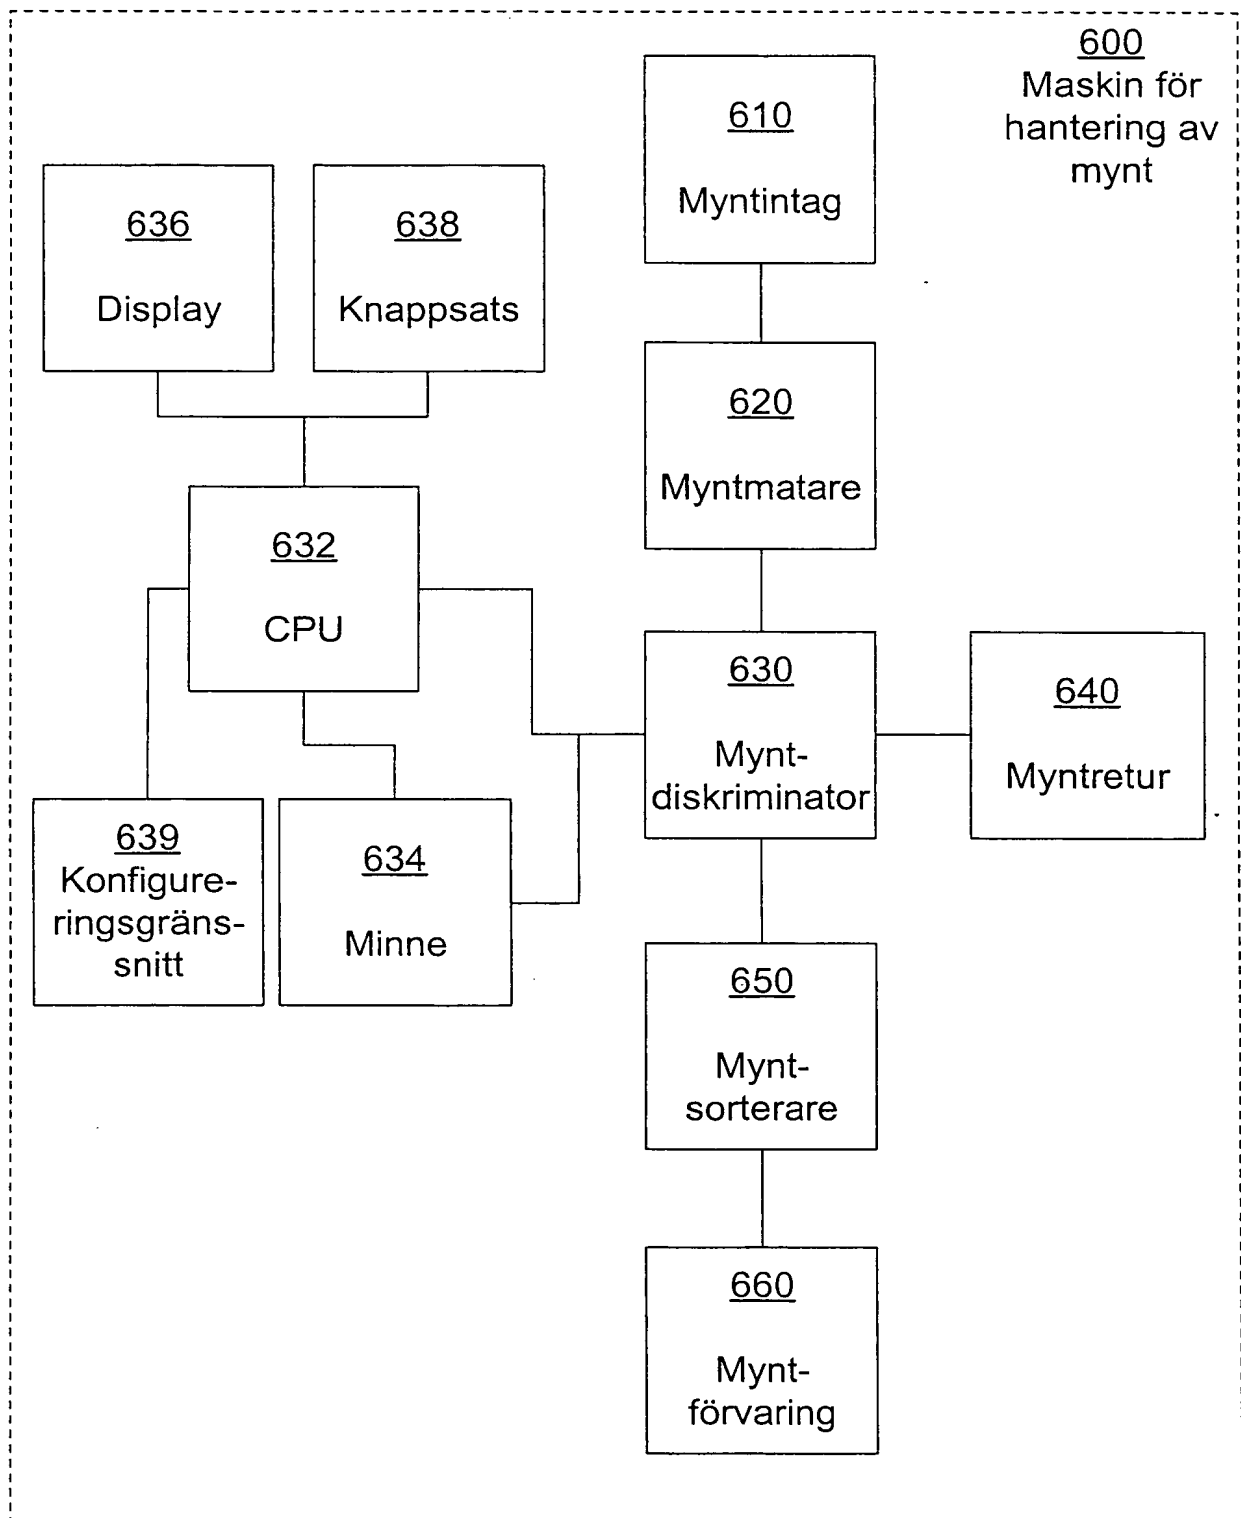 600
Maskin för
hantering av
mynt
610
Myntintag
636
Display
638
Knappsats
620
Myntmatare
632
CPU
630
Mynt-
diskriminator
640
Myntretur
639
Konfigure-
ringsgräns-
snitt
634
Minne
650
Mynt-
sorterare
660
Mynt-
förvaring